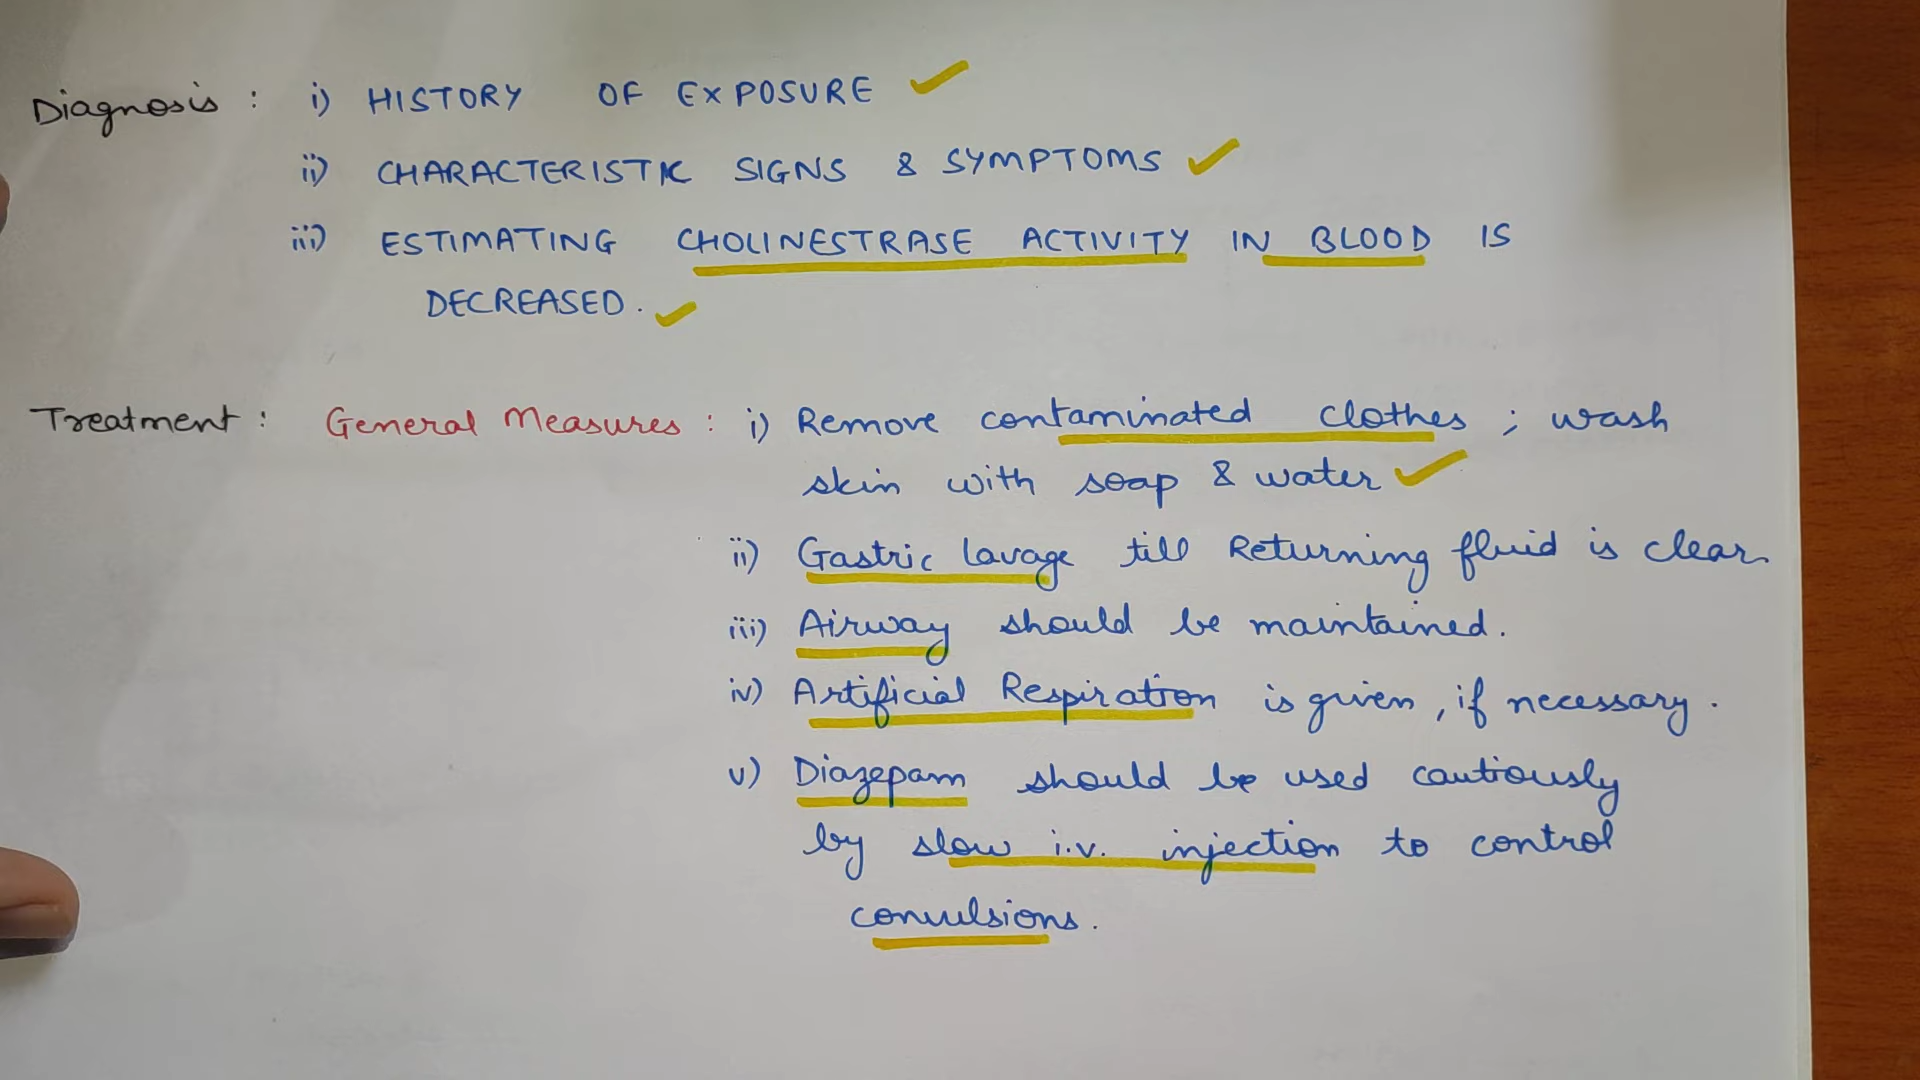 Diagnosis : i) HISTORY OF EXPOSURE
ii) CHARACTERISTIC SIGNS & SYMPTOMS
iii) ESTIMATING CHOLINESTRASE ACTIVITY IN BLOOD IS
DECREASED.
Treatment : General Measures : i) Remove contaminated clothes ; wash
skin with soap & water
ii) Gastric lavage till Returning fluid is clear
iii) Airway should be maintained.
iv) Artificial Respiration is given, if necessary.
v) Diazepam should be used cautiously
by slow i.v. injection to control
convulsions.